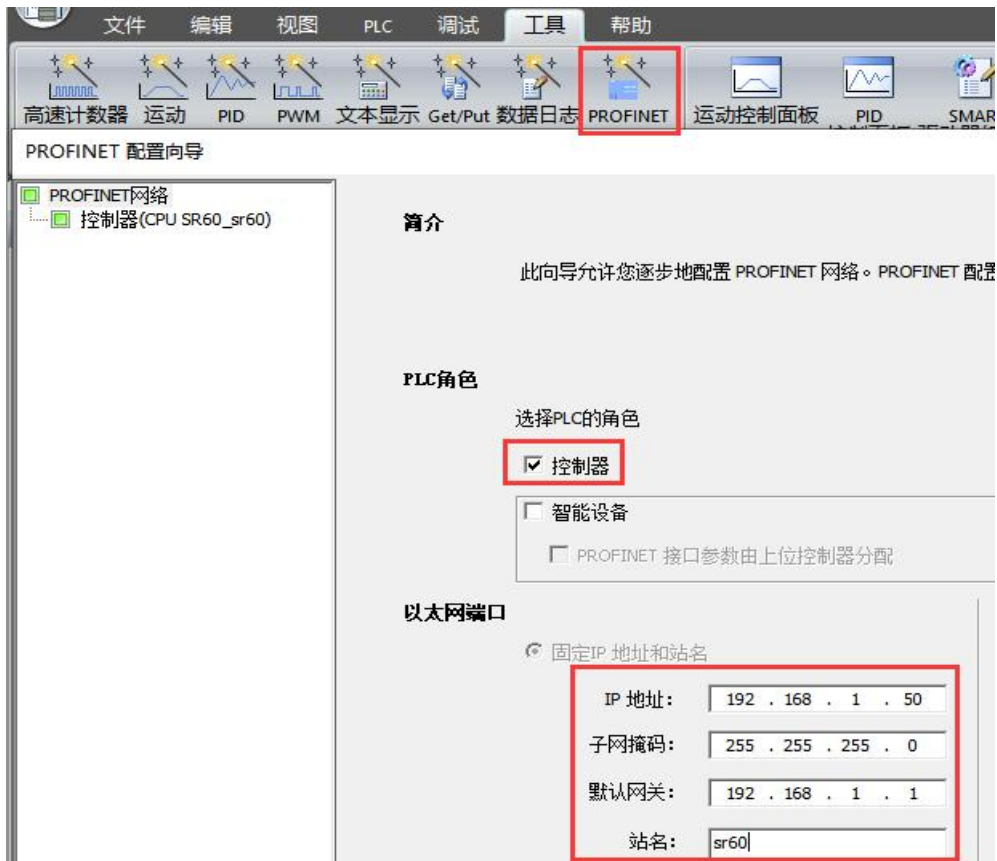 文件 编辑 视图 PLC 调试 工具 帮助
高速计数器 运动 PID PWM 文本显示 Get/Put 数据日志 PROFINET 运动控制面板 PID SMAR
PROFINET 配置向导
PROFINET网络
控制器(CPU SR60_sr60)
简介
此向导允许您逐步地配置 PROFINET 网络。PROFINET 配置
PLC角色
选择PLC的角色
控制器
智能设备
PROFINET 接口参数由上位控制器分配
以太网端口
固定IP 地址和站名
IP 地址: 192 . 168 . 1 . 50
子网掩码: 255 . 255 . 255 . 0
默认网关: 192 . 168 . 1 . 1
站名: sr60